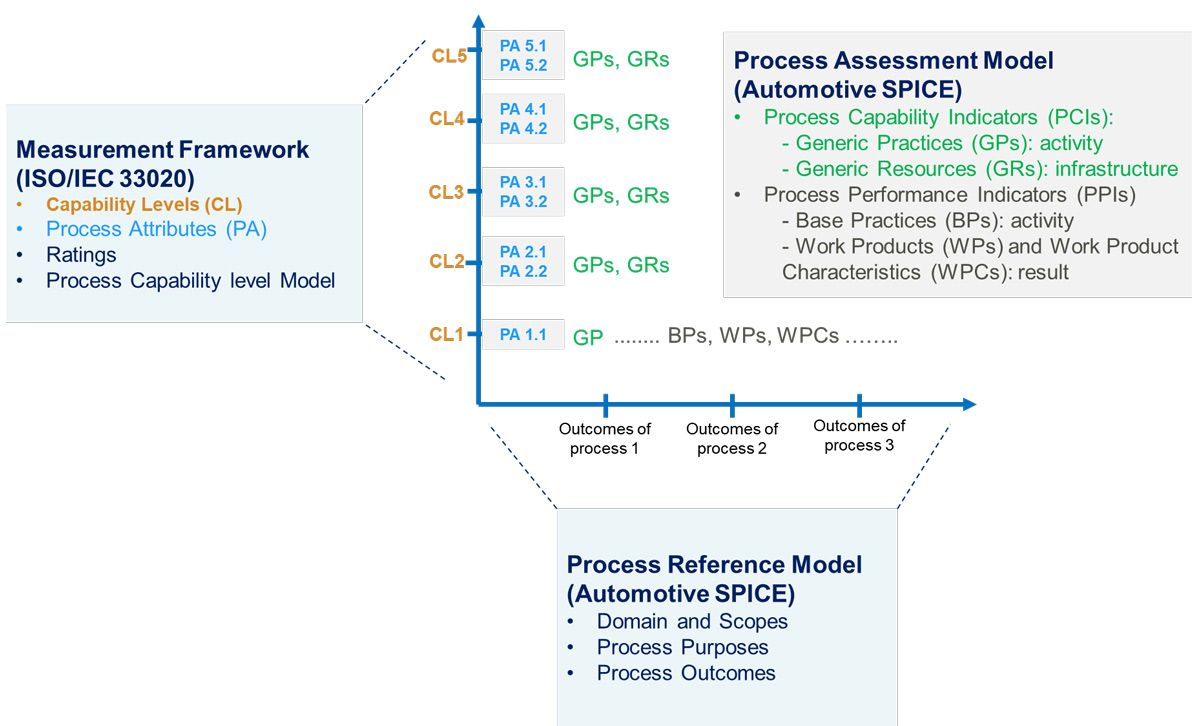 Measurement Framework
(ISO/IEC 33020)
• Capability Levels (CL)
• Process Attributes (PA)
• Ratings
• Process Capability level Model
CL5
PA 5.1
PA 5.2
GPs, GRs
CL4
PA 4.1
PA 4.2
GPs, GRs
CL3
PA 3.1
PA 3.2
GPs, GRs
CL2
PA 2.1
PA 2.2
GPs, GRs
CL1
PA 1.1
GP ........ BPs, WPs, WPCs ........
Outcomes of
process 1
Outcomes of
process 2
Outcomes of
process 3
Process Assessment Model
(Automotive SPICE)
• Process Capability Indicators (PCIs):
- Generic Practices (GPs): activity
- Generic Resources (GRs): infrastructure
• Process Performance Indicators (PPIs)
- Base Practices (BPs): activity
- Work Products (WPs) and Work Product
Characteristics (WPCs): result
Process Reference Model
(Automotive SPICE)
• Domain and Scopes
• Process Purposes
• Process Outcomes